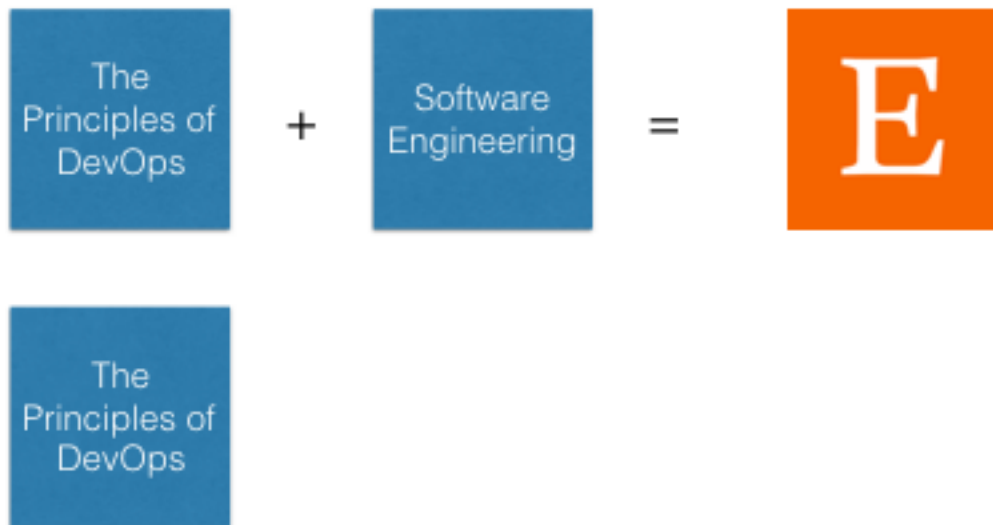 The
Principles of
DevOps
+
Software
Engineering
=
E
The
Principles of
DevOps